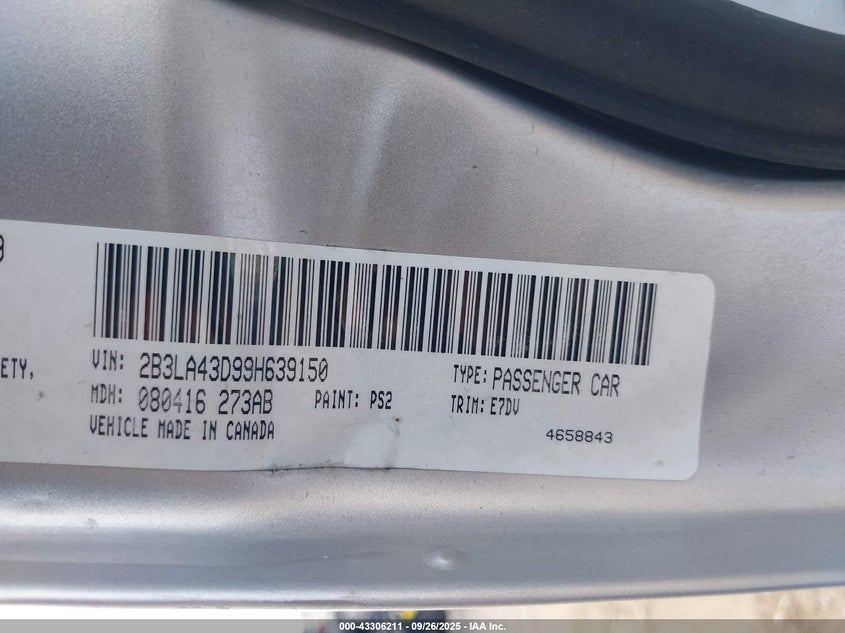 9
ETY,
VIN: 2B3LA43D99H639150
TYPE: PASSENGER CAR
MDH: 080416 273AB
PAINT: PS2
TRIM: E7DV
VEHICLE MADE IN CANADA
4658843
000-43306211 - 09/26/2025 - IAA Inc.